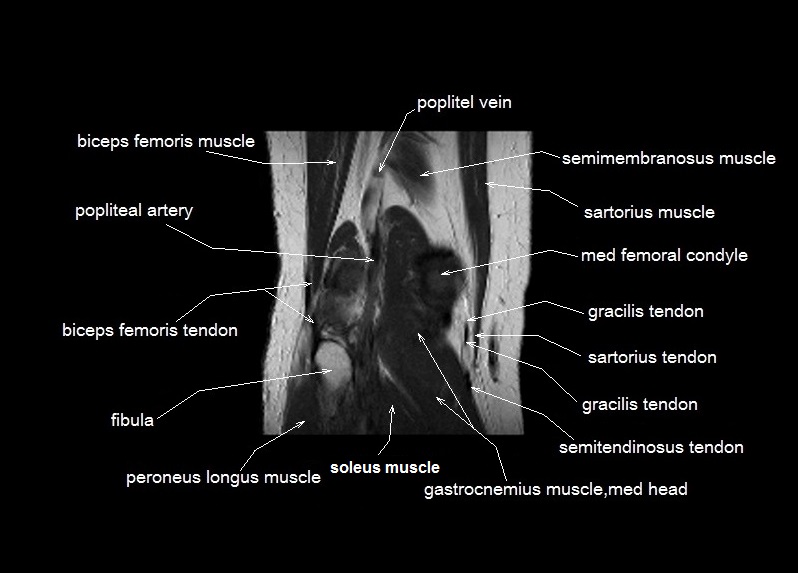 poplitel vein
biceps femoris muscle
semimembranosus muscle
popliteal artery
sartorius muscle
med femoral condyle
gracilis tendon
biceps femoris tendon
sartorius tendon
gracilis tendon
fibula
semitendinosus tendon
soleus muscle
peroneus longus muscle
gastrocnemius muscle,med head